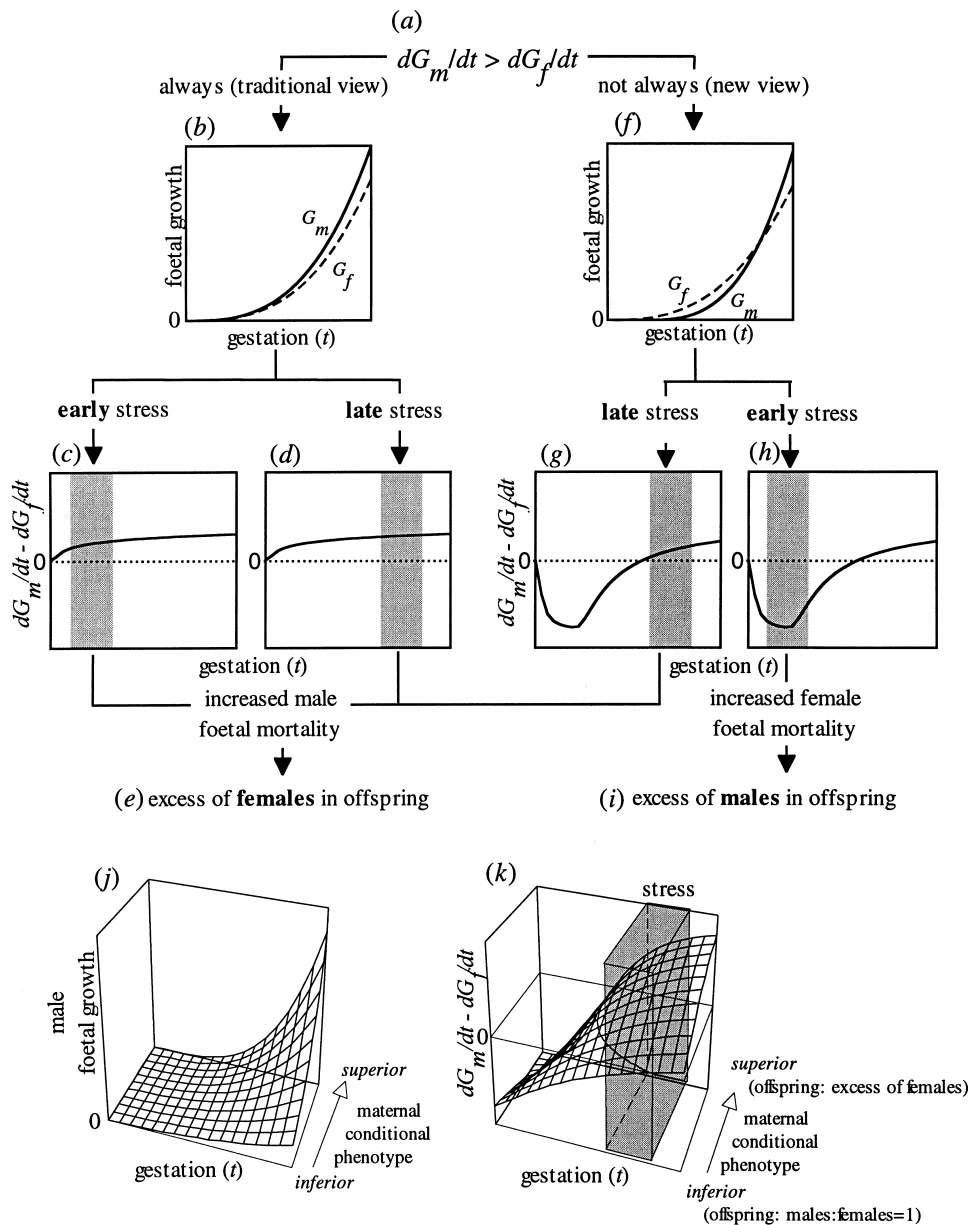 (a)
dGm/dt > dGf/dt
always (traditional view)
not always (new view)
(b)
foetal growth
Gm
Gf
0
gestation (t)
(f)
foetal growth
Gf
Gm
0
gestation (t)
early stress
late stress
late stress
early stress
(c)
dGm/dt - dGf/dt
0
(d)
0
gestation (t)
(g)
dGm/dt - dGf/dt
0
(h)
0
gestation (t)
increased male
foetal mortality
increased female
foetal mortality
(e) excess of females in offspring
(i) excess of males in offspring
(j)
male
foetal growth
0
gestation (t)
superior
maternal
conditional
phenotype
inferior
(k)
stress
dGm/dt - dGf/dt
0
gestation (t)
superior
(offspring: excess of females)
maternal
conditional
phenotype
inferior
(offspring: males:females=1)